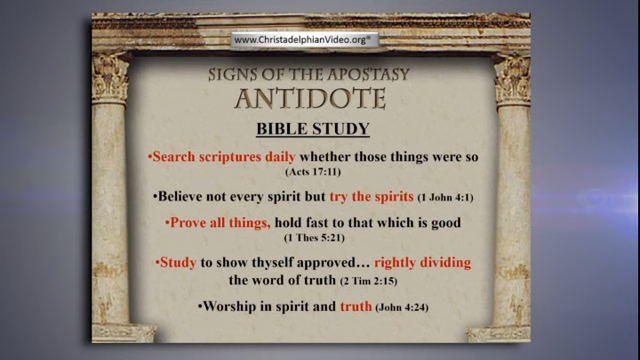 www.ChristadelphianVideo.org®
SIGNS OF THE APOSTASY
ANTIDOTE
BIBLE STUDY
•Search scriptures daily whether those things were so
(Acts 17:11)
•Believe not every spirit but try the spirits (1 John 4:1)
•Prove all things, hold fast to that which is good
(1 Thes 5:21)
•Study to show thyself approved… rightly dividing
the word of truth (2 Tim 2:15)
•Worship in spirit and truth (John 4:24)